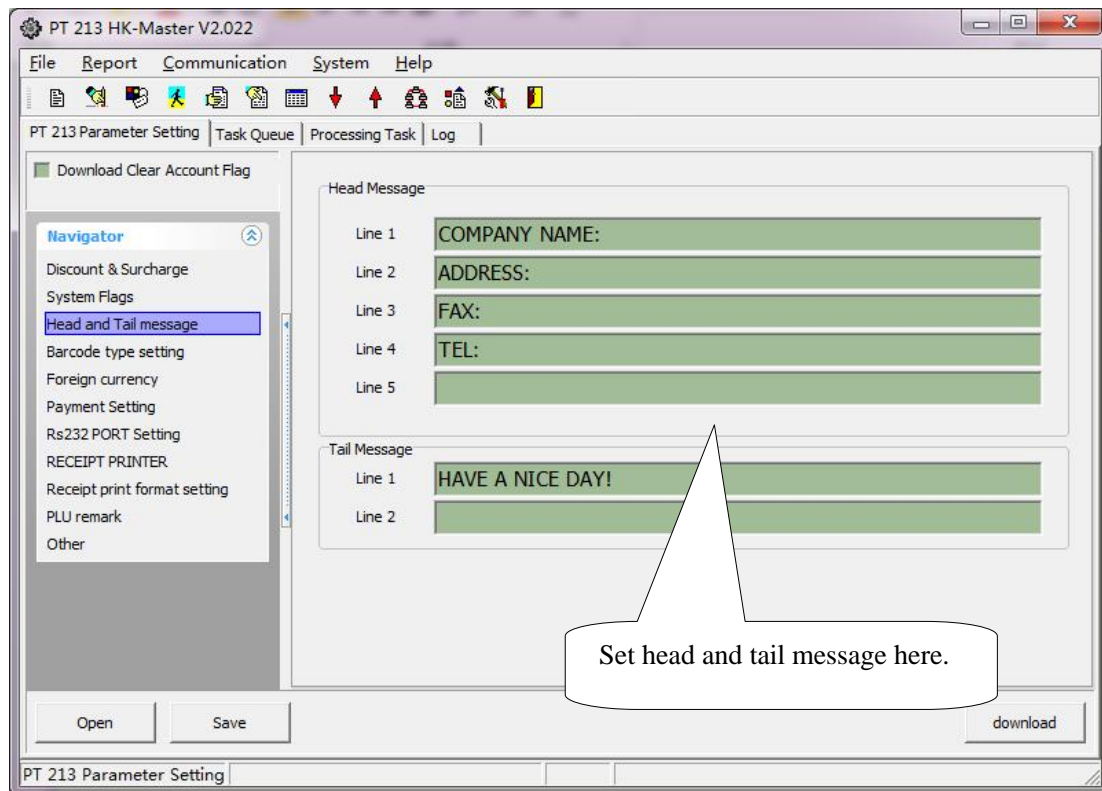 PT 213 HK-Master V2.022
File Report Communication System Help
PT 213 Parameter Setting Task Queue Processing Task Log
Download Clear Account Flag
Navigator
Discount & Surcharge
System Flags
Head and Tail message
Barcode type setting
Foreign currency
Payment Setting
Rs232 PORT Setting
RECEIPT PRINTER
Receipt print format setting
PLU remark
Other
Head Message
Line 1 COMPANY NAME:
Line 2 ADDRESS:
Line 3 FAX:
Line 4 TEL:
Line 5
Tail Message
Line 1 HAVE A NICE DAY!
Line 2
Set head and tail message here.
Open Save download
PT 213 Parameter Setting